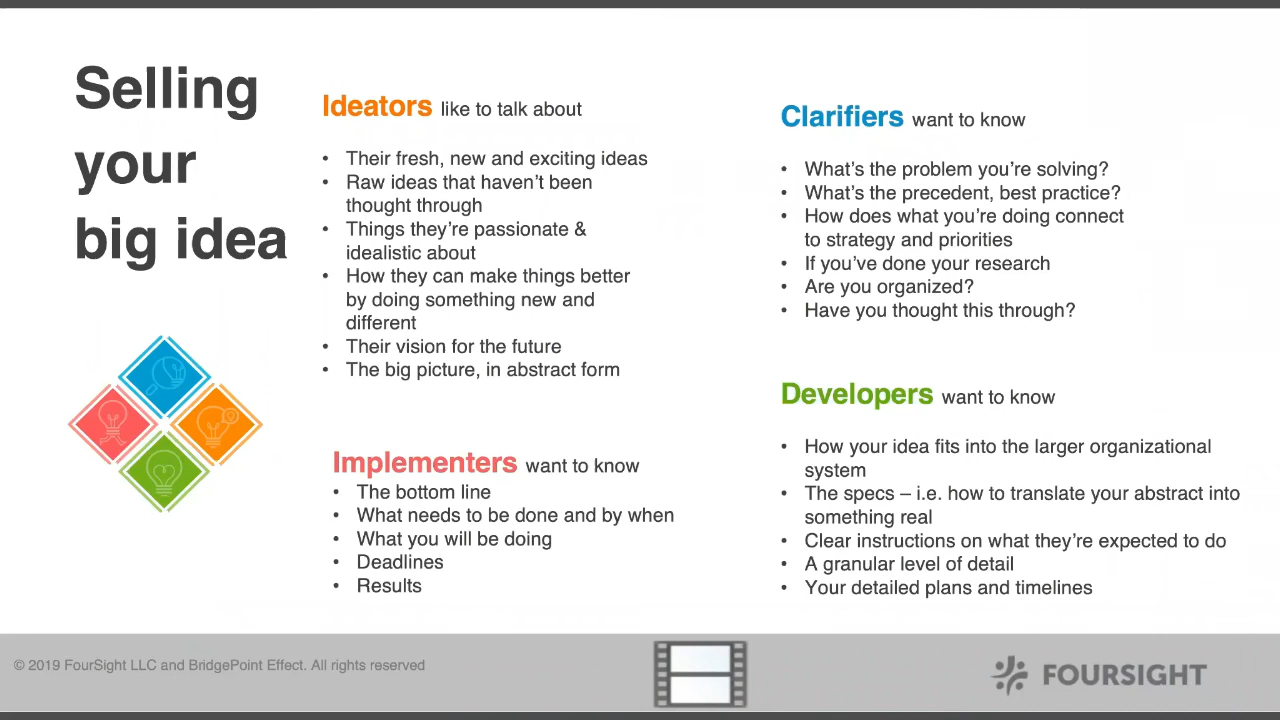 Selling
your
big idea
Ideators like to talk about
• Their fresh, new and exciting ideas
• Raw ideas that haven't been
thought through
• Things they're passionate &
idealistic about
• How they can make things better
by doing something new and
different
• Their vision for the future
• The big picture, in abstract form
Implementers want to know
• The bottom line
• What needs to be done and by when
• What you will be doing
• Deadlines
• Results
Clarifiers want to know
• What's the problem you're solving?
• What's the precedent, best practice?
• How does what you're doing connect
to strategy and priorities
• If you've done your research
• Are you organized?
• Have you thought this through?
Developers want to know
• How your idea fits into the larger organizational
system
• The specs – i.e. how to translate your abstract into
something real
• Clear instructions on what they're expected to do
• A granular level of detail
• Your detailed plans and timelines
© 2019 FourSight LLC and BridgePoint Effect. All rights reserved
FOURSIGHT